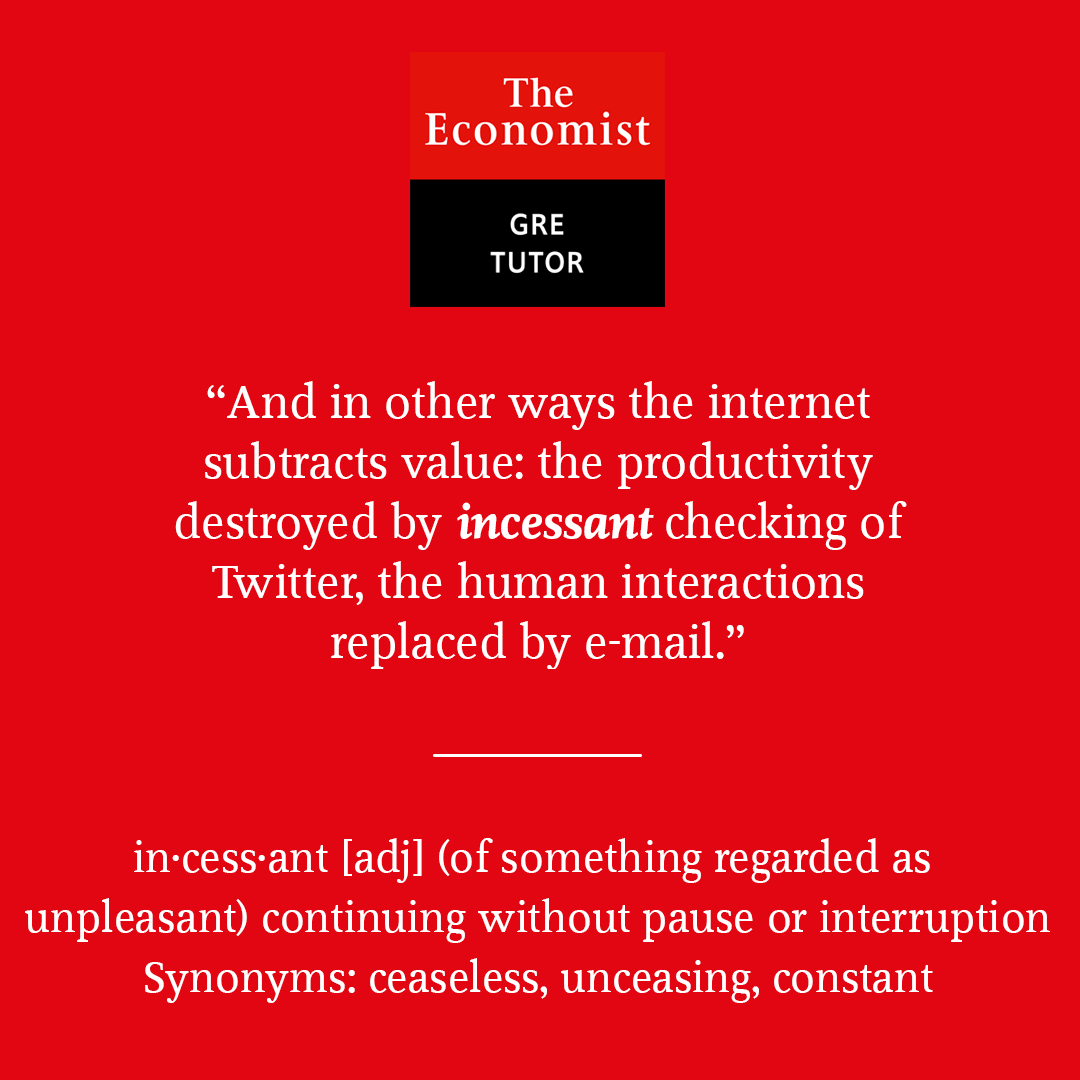 The
Economist
GRE
TUTOR
“And in other ways the internet
subtracts value: the productivity
destroyed by incessant checking of
Twitter, the human interactions
replaced by e-mail.”
in·cess·ant [adj] (of something regarded as
unpleasant) continuing without pause or interruption
Synonyms: ceaseless, unceasing, constant